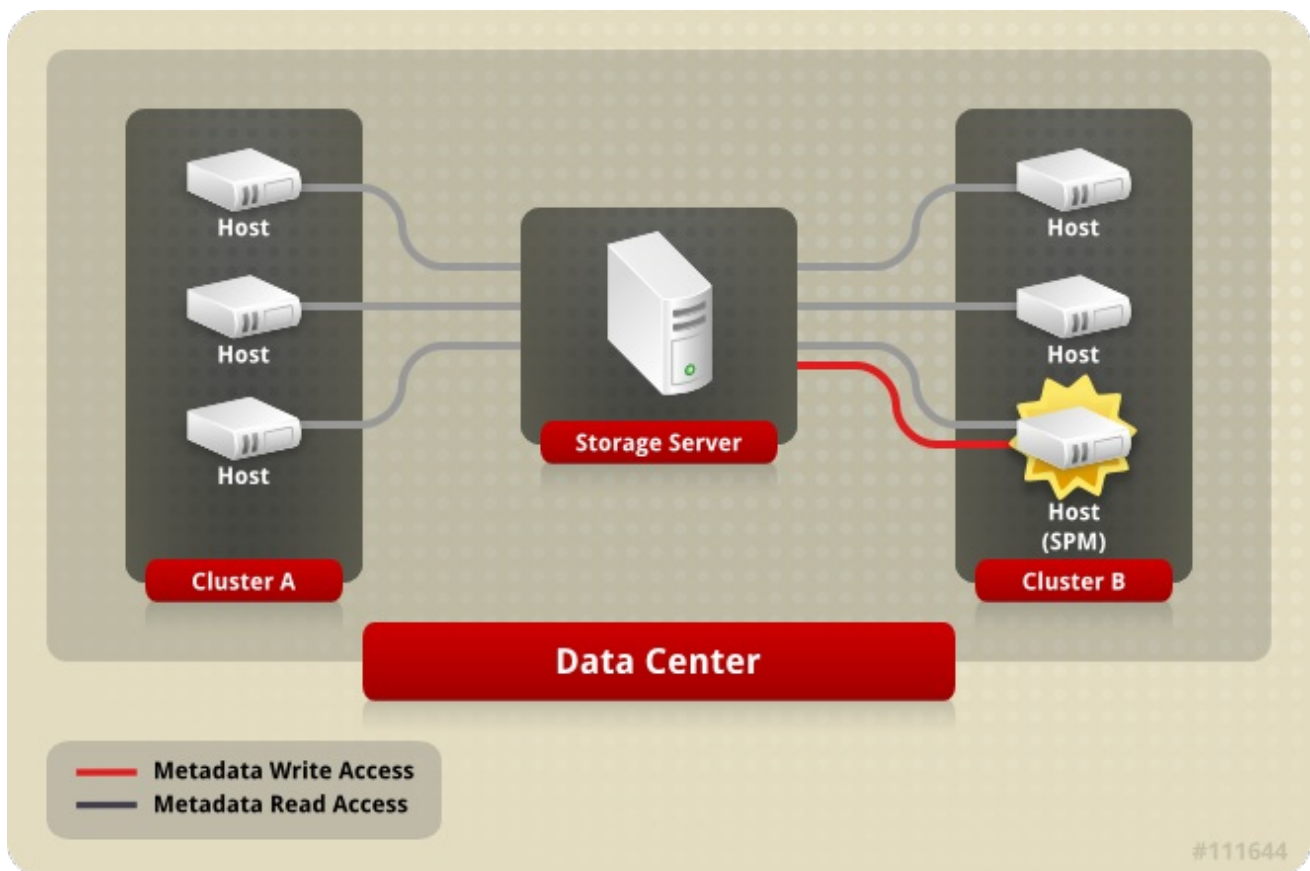 Host
Host
Host
Cluster A
Storage Server
Host
Host
Host
(SPM)
Cluster B
Data Center
Metadata Write Access
Metadata Read Access
#111644